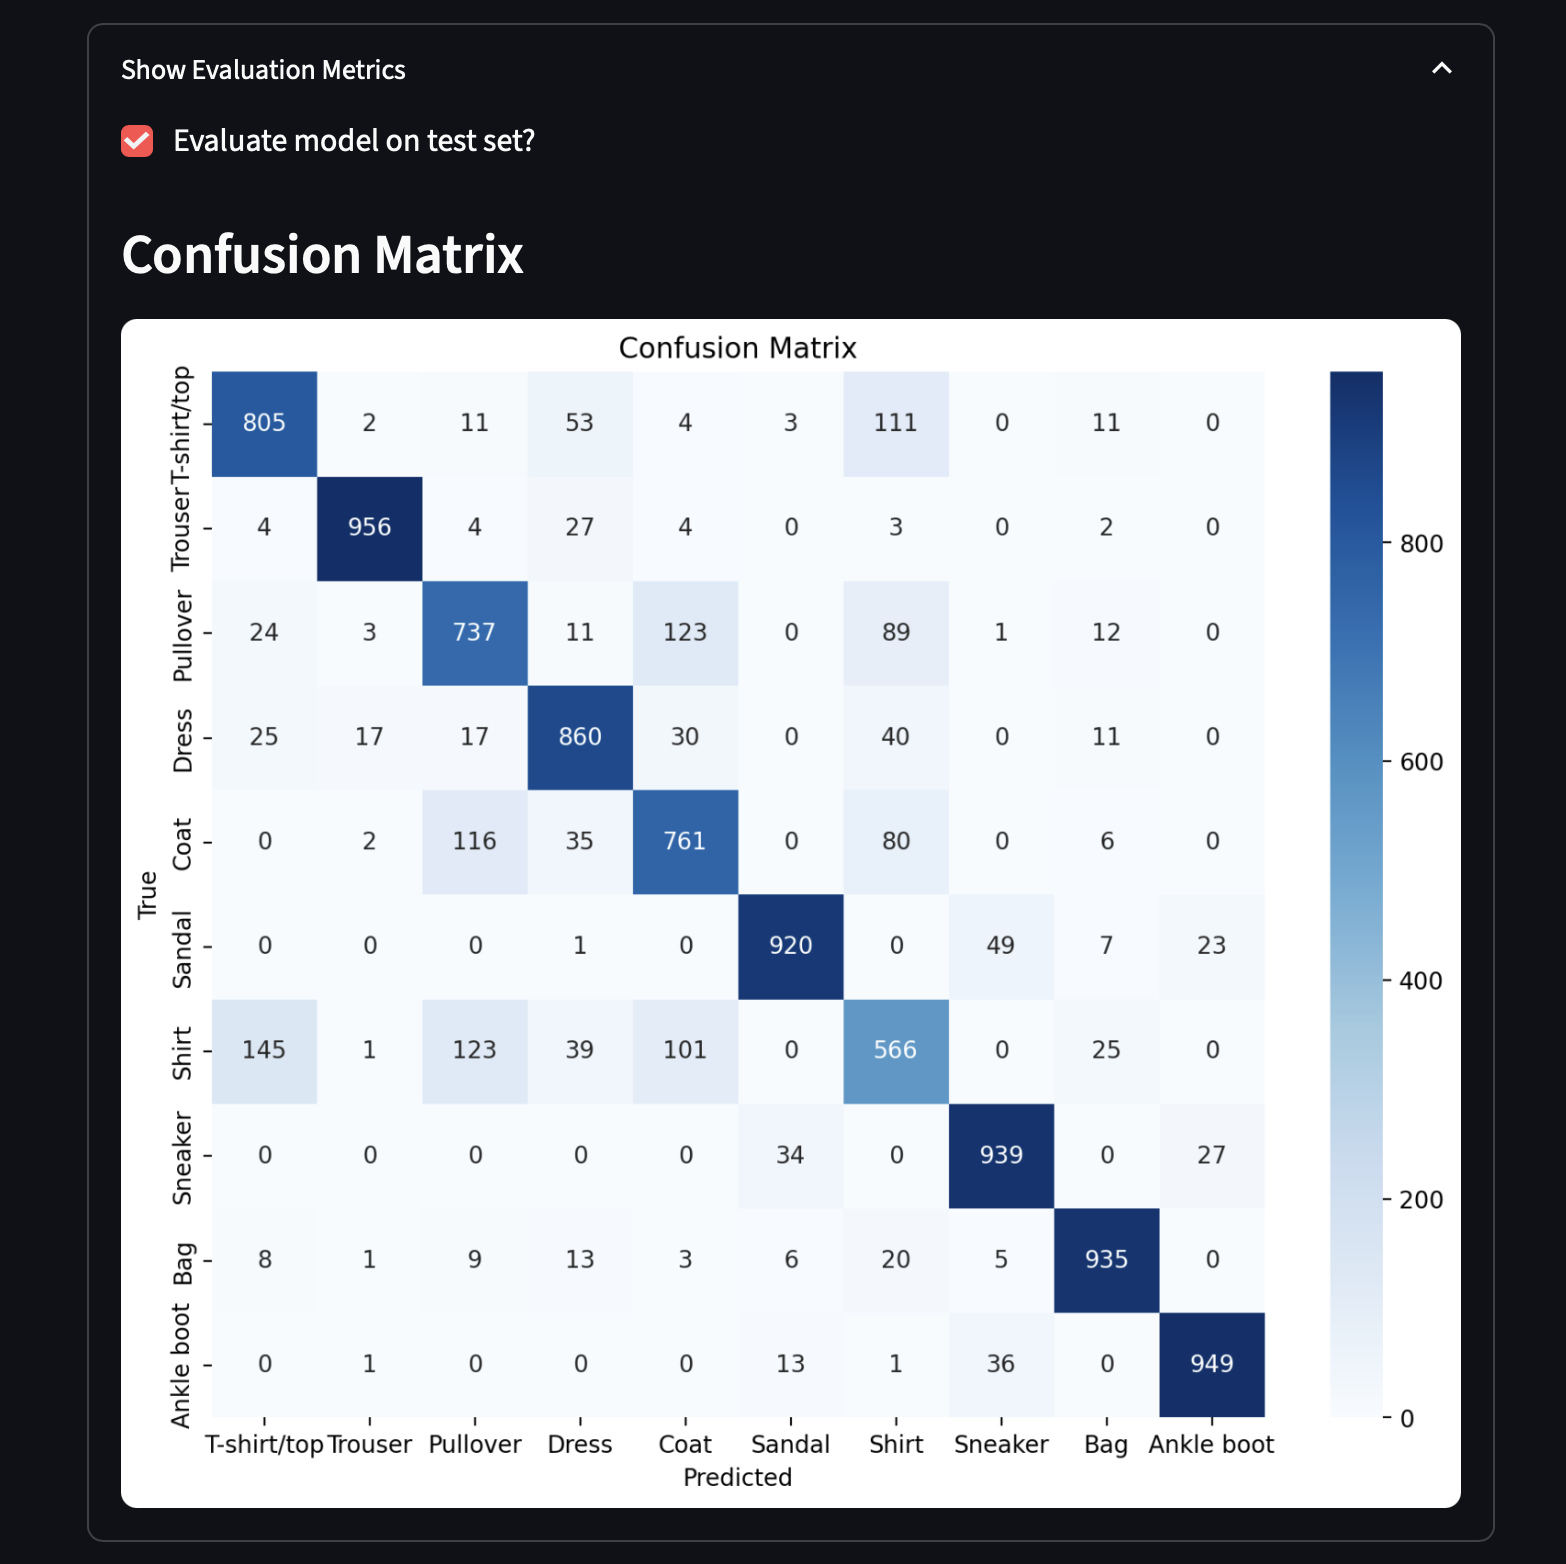 Show Evaluation Metrics
Evaluate model on test set?
Confusion Matrix
Confusion Matrix
T-shirt/top 805 2 11 53 4 3 111 0 11 0
Trouser 4 956 4 27 4 0 3 0 2 0
800
Pullover 24 3 737 11 123 0 89 1 12 0
Dress 25 17 17 860 30 0 40 0 11 0
600
Coat 0 2 116 35 761 0 80 0 6 0
True
Sandal 0 0 0 1 0 920 0 49 7 23
400
Shirt 145 1 123 39 101 0 566 0 25 0
Sneaker 0 0 0 0 0 34 0 939 0 27
200
Bag 8 1 9 13 3 6 20 5 935 0
Ankle boot 0 1 0 0 0 13 1 36 0 949
0
T-shirt/top Trouser Pullover Dress Coat Sandal Shirt Sneaker Bag Ankle boot
Predicted